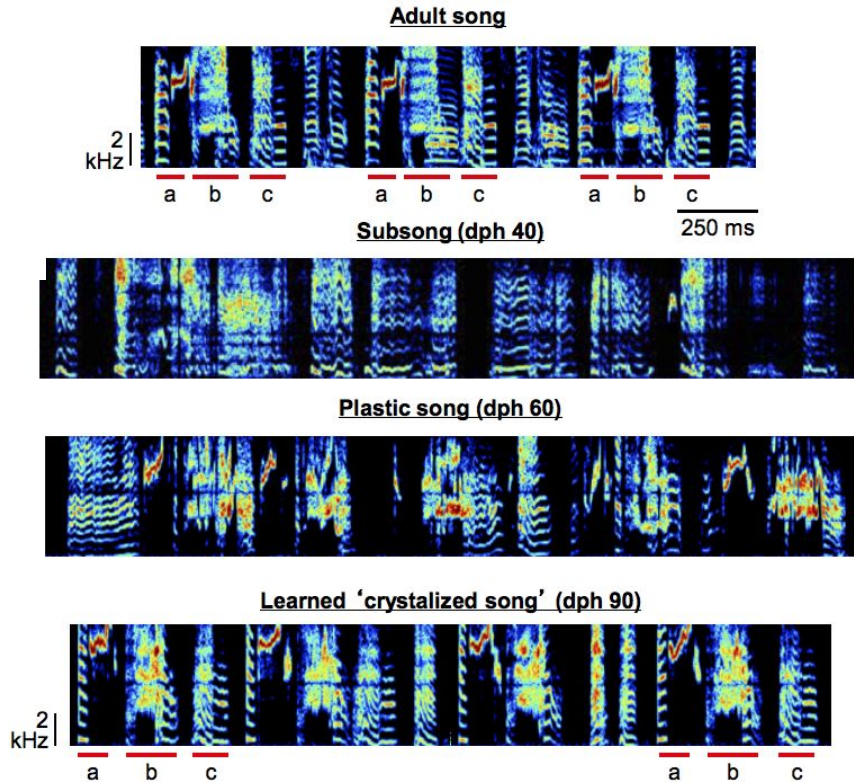 Adult song
2
kHz
a b c a b c a b c
250 ms
Subsong (dph 40)
Plastic song (dph 60)
Learned ‘crystalized song’ (dph 90)
2
kHz
a b c a b c